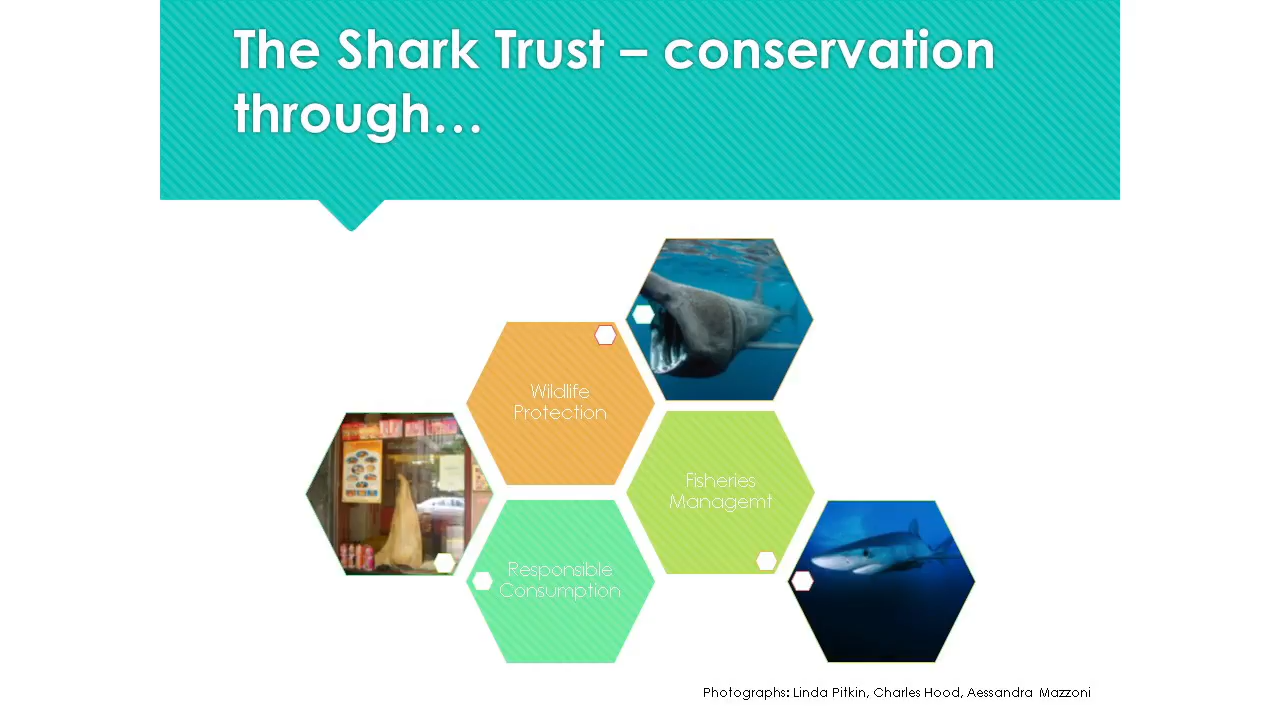 The Shark Trust – conservation
through…
Wildlife
Protection
Fisheries
Managemt
Responsible
Consumption
Photographs: Linda Pitkin, Charles Hood, Aessandra Mazzoni